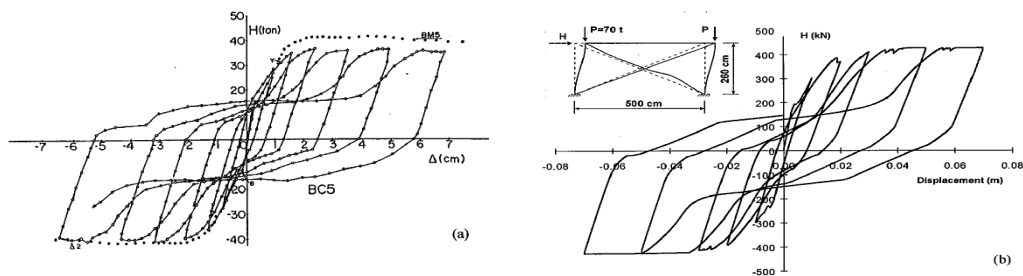 50
H(ton)
40
BM5
30
20
10
-7 -6 -5 -4 -3 -2 -1 0 1 2 3 4 5 6 7
Δ(cm)
-10
-20
BC5
-30
-40
Δ2
(a)
H
P=70 t
P
260 cm
500 cm
H (kN)
500
400
300
200
100
0
-0.08 -0.06 -0.04 -0.02 0.00 0.02 0.04 0.06 0.08
-100
Displacement (m)
-200
-300
-400
-500
(b)